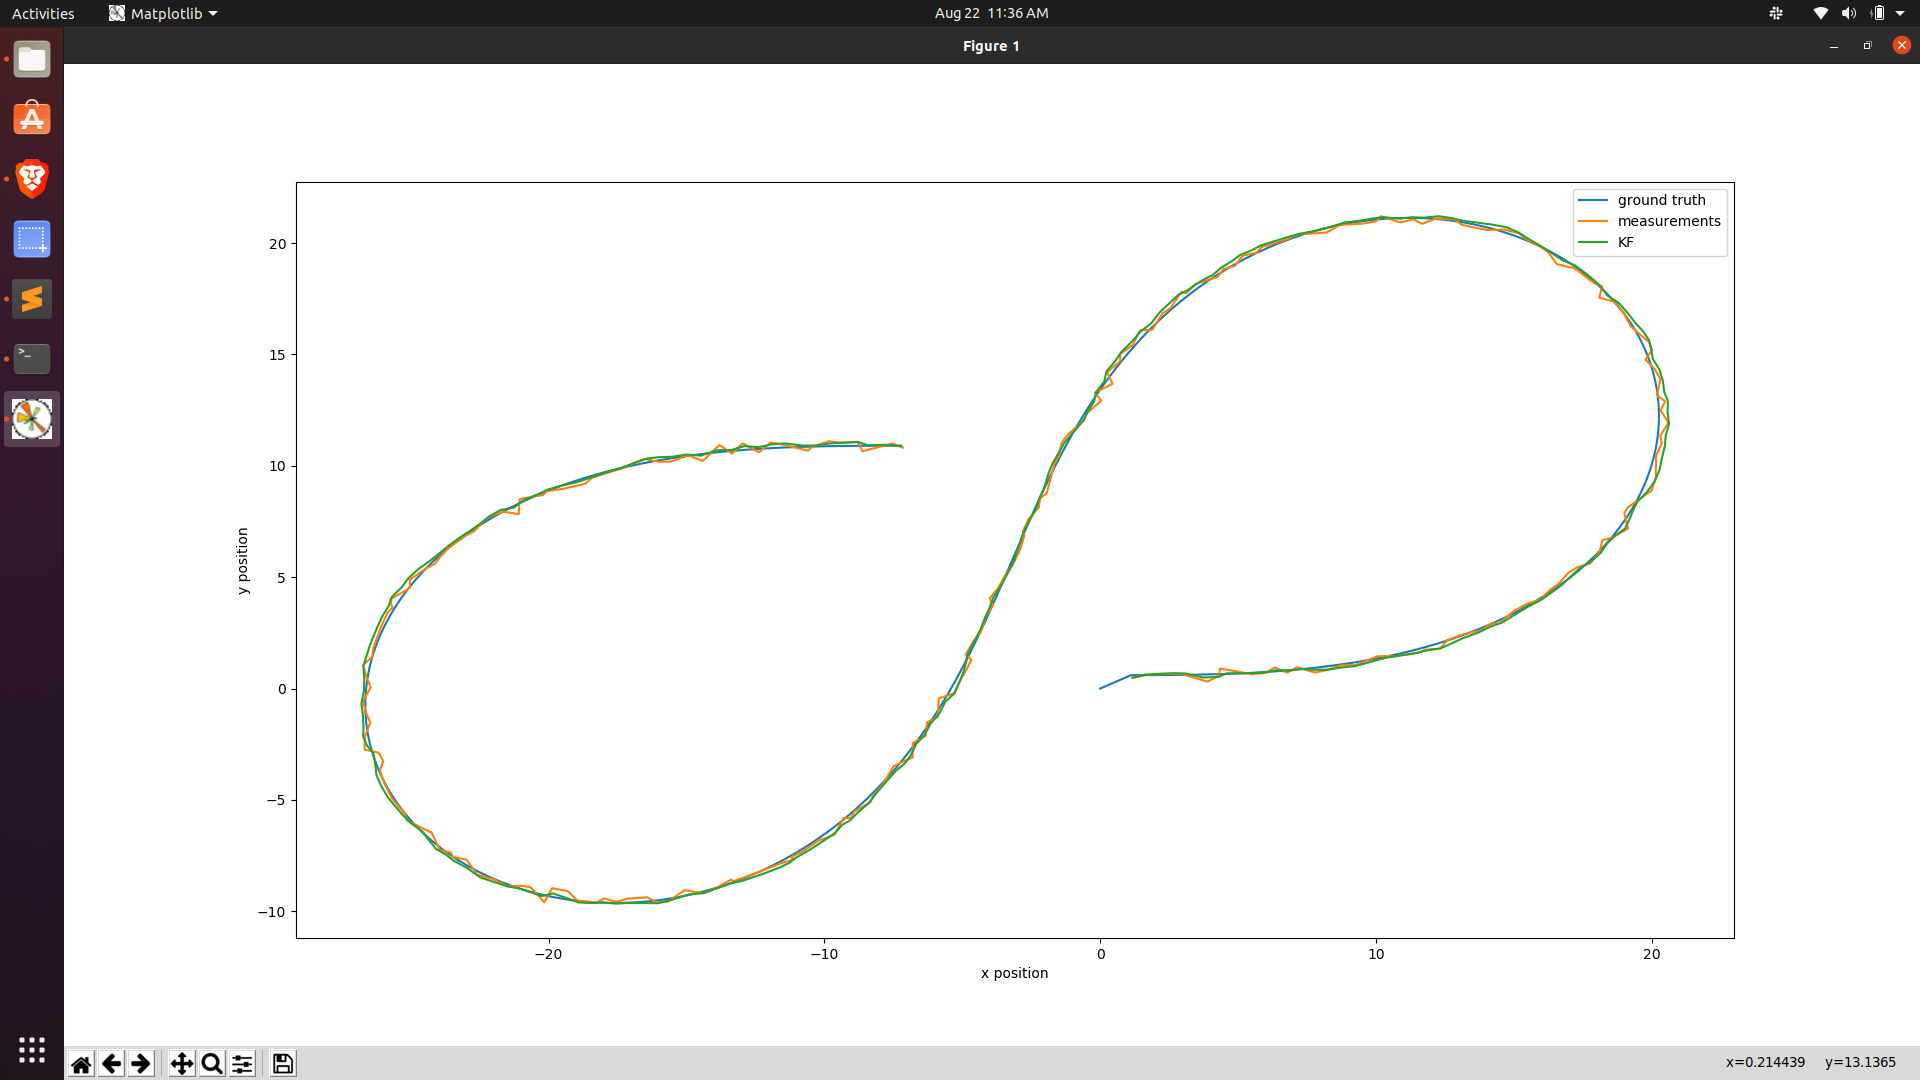 Activities Matplotlib Aug 22 11:36 AM
Figure 1
ground truth
measurements
KF
20
15
10
5
0
−5
−10
y position
−20 −10 0 10 20
x position
x=0.214439 y=13.1365